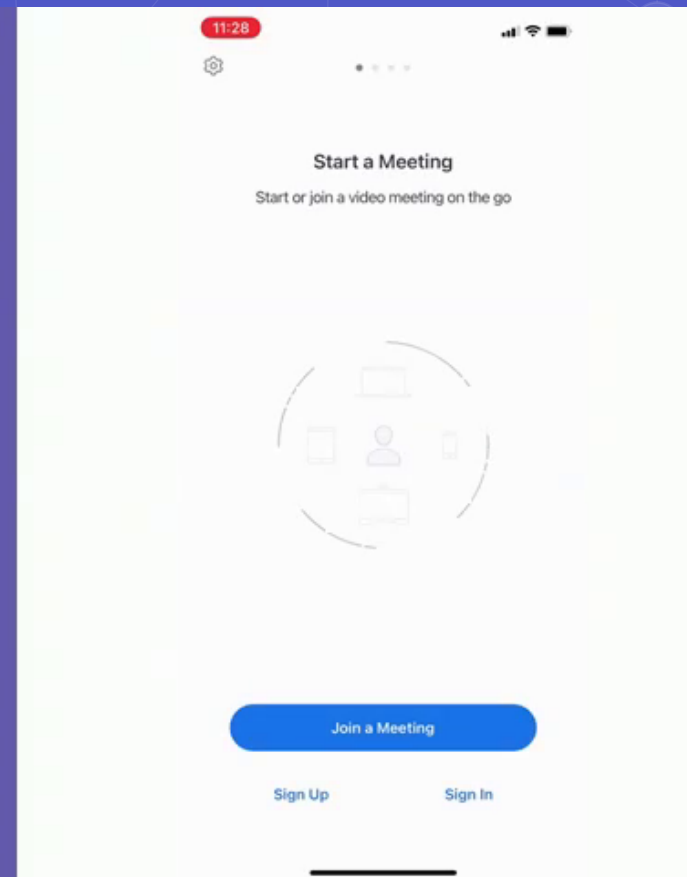 11:28
Start a Meeting
Start or join a video meeting on the go
Join a Meeting
Sign Up
Sign In